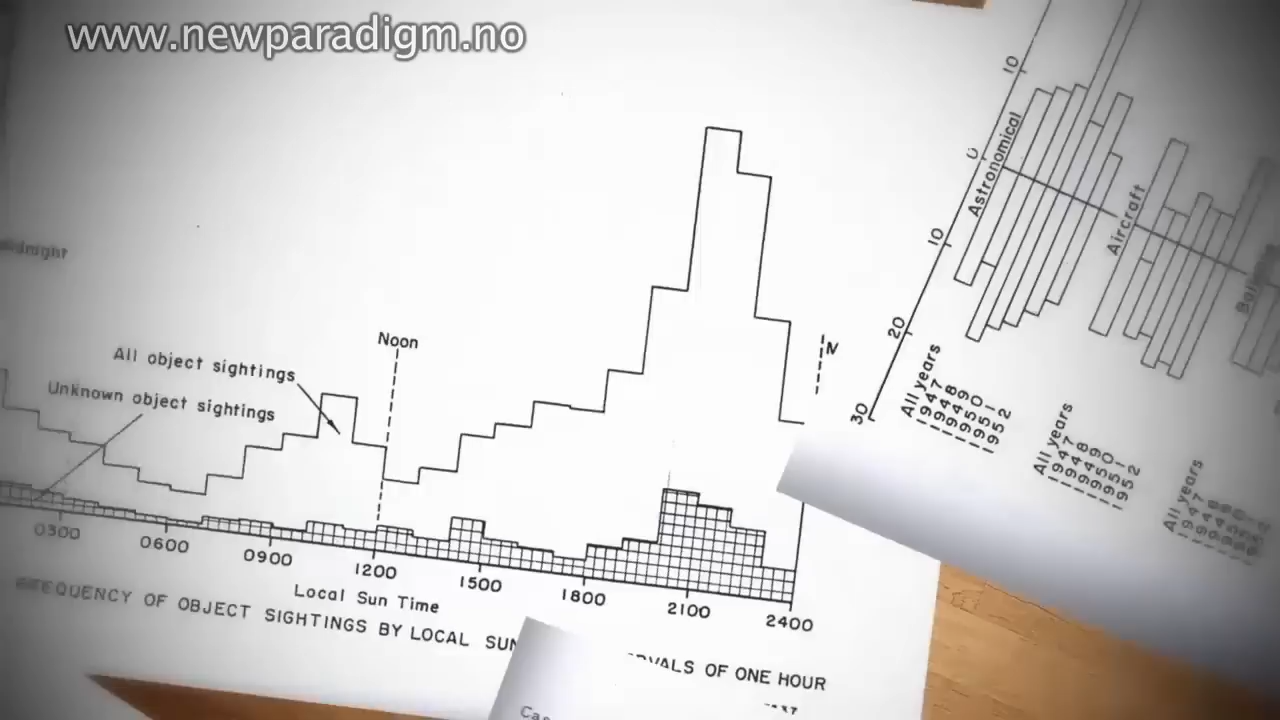 www.newparadigm.no
midnight
All object sightings
Unknown object sightings
Noon
0300
0600
0900
1200
1500
1800
2100
2400
Local Sun Time
FREQUENCY OF OBJECT SIGHTINGS BY LOCAL SUN
OF ONE HOUR
10
0
10
20
30
Astronomical
Aircraft
All years
1947
1948
1949
1950
1951
1952
All years
1947
1948
1949
1950
1951
1952
All years
1947